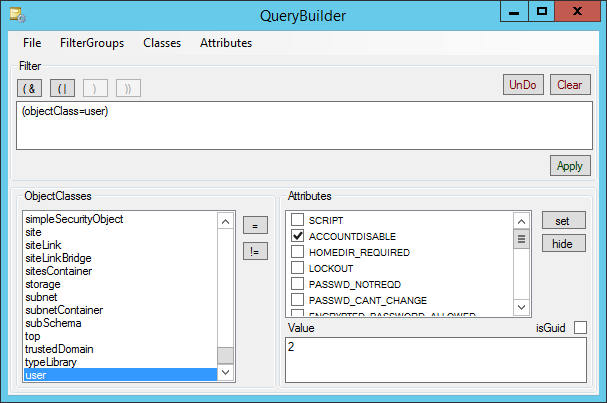 QueryBuilder
File FilterGroups Classes Attributes
Filter
( & ( | ) )) UnDo Clear
(objectClass=user)
Apply
ObjectClasses
simpleSecurityObject
site
siteLink
siteLinkBridge
sitesContainer
storage
subnet
subnetContainer
subSchema
top
trustedDomain
typeLibrary
user
=
!=
Attributes
SCRIPT
ACCOUNTDISABLE
HOMEDIR_REQUIRED
LOCKOUT
PASSWD_NOTREQD
PASSWD_CANT_CHANGE
ENCRYPTED_PASSWORD_ALLOWED
set
hide
Value isGuid
2